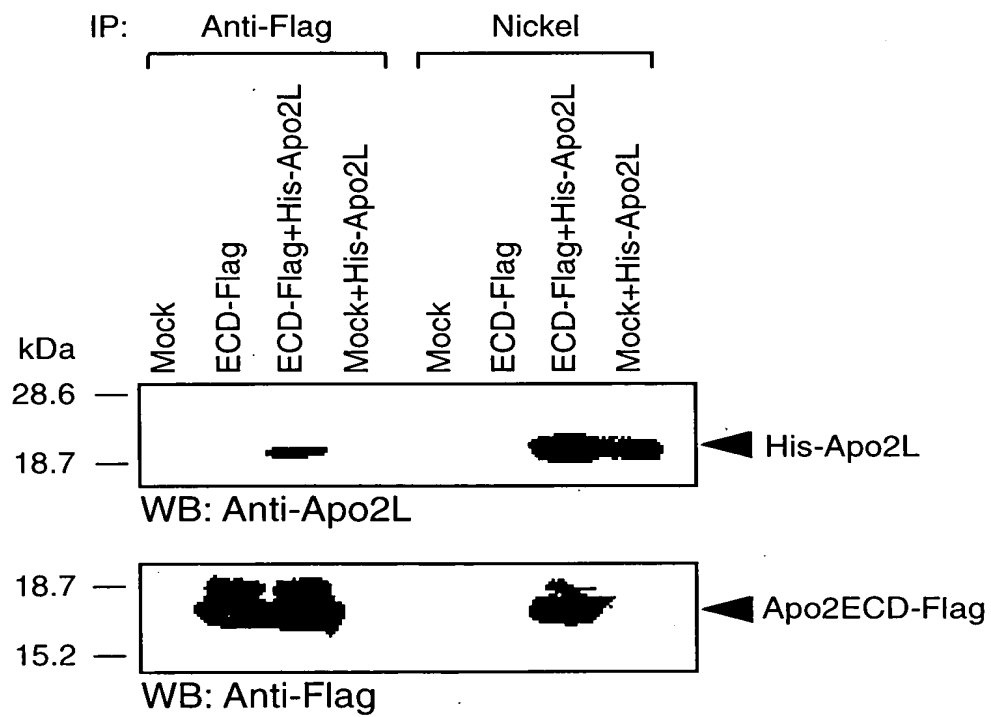 IP: Anti-Flag Nickel
Mock
ECD-Flag
ECD-Flag+His-Apo2L
Mock+His-Apo2L
Mock
ECD-Flag
ECD-Flag+His-Apo2L
Mock+His-Apo2L
kDa
28.6
18.7
His-Apo2L
WB: Anti-Apo2L
18.7
15.2
Apo2ECD-Flag
WB: Anti-Flag